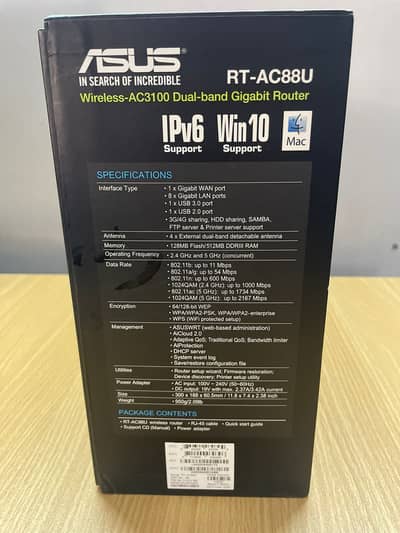 ASUS
IN SEARCH OF INCREDIBLE
RT-AC88U
Wireless-AC3100 Dual-band Gigabit Router
IPv6 Support
Win10 Support
Mac
SPECIFICATIONS
Interface Type
• 1 x Gigabit WAN port
• 8 x Gigabit LAN ports
• 1 x USB 3.0 port
• 1 x USB 2.0 port
• 3G/4G sharing, HDD sharing, SAMBA,
FTP server & Printer server support
Antenna • 4 x External dual-band detachable antenna
Memory • 128MB Flash/512MB DDRIII RAM
Operating Frequency • 2.4 GHz and 5 GHz (concurrent)
Data Rate • 802.11b: up to 11 Mbps
• 802.11a/g: up to 54 Mbps
• 802.11n: up to 600 Mbps
• 1024QAM (2.4 GHz): up to 1000 Mbps
• 802.11ac (5 GHz): up to 1734 Mbps
• 1024QAM (5 GHz): up to 2167 Mbps
Encryption • 64/128-bit WEP
• WPA/WPA2-PSK, WPA/WPA2-enterprise
• WPS (WiFi protected setup)
Management • ASUSWRT (web-based administration)
• AiCloud 2.0
• Adaptive QoS; Traditional QoS, Bandwidth limiter
• AiProtection
• DHCP server
• System event log
• Save/restore configuration file
Utilities • Router setup wizard; Firmware restoration;
Device discovery; Printer setup utility
Power Adapter • AC input: 100V ~ 240V (50~60Hz)
• DC output: 19V with max. 2.37A/3.42A current
Size • 300 x 188 x 60.5mm / 11.8 x 7.4 x 2.38 inch
Weight • 950g/2.09lb
PACKAGE CONTENTS
• RT-AC88U wireless router • RJ-45 cable • Quick start guide
• Support CD (Manual) • Power adapter